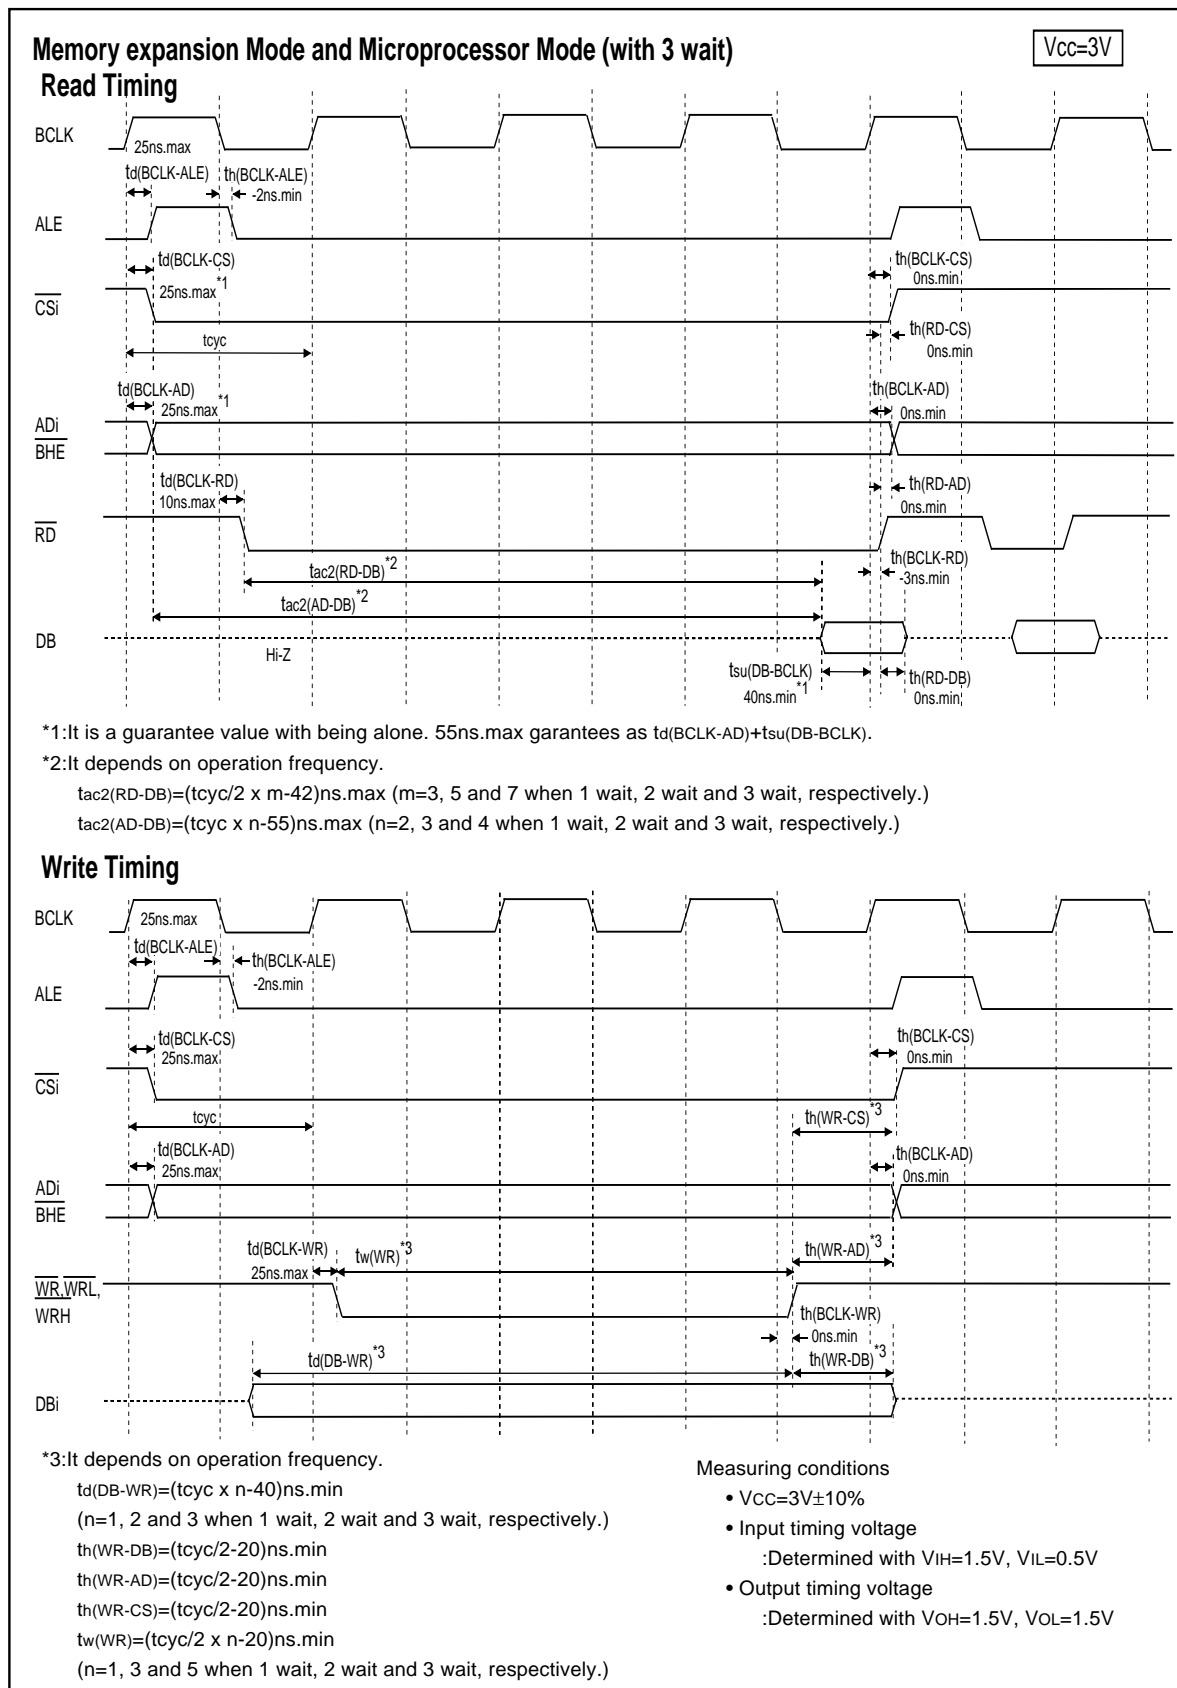 Memory expansion Mode and Microprocessor Mode (with 3 wait)
Vcc=3V
Read Timing
BCLK
25ns.max
td(BCLK-ALE)
th(BCLK-ALE)
-2ns.min
ALE
td(BCLK-CS)
25ns.max*1
th(BCLK-CS)
0ns.min
CSi
tcyc
th(RD-CS)
0ns.min
td(BCLK-AD)
25ns.max*1
th(BCLK-AD)
0ns.min
ADi
BHE
td(BCLK-RD)
10ns.max
th(RD-AD)
0ns.min
RD
tac2(RD-DB)*2
th(BCLK-RD)
-3ns.min
tac2(AD-DB)*2
DB
Hi-Z
tsu(DB-BCLK)
40ns.min*1
th(RD-DB)
0ns.min
*1:It is a guarantee value with being alone. 55ns.max garantees as td(BCLK-AD)+tsu(DB-BCLK).
*2:It depends on operation frequency.
tac2(RD-DB)=(tcyc/2 x m-42)ns.max (m=3, 5 and 7 when 1 wait, 2 wait and 3 wait, respectively.)
tac2(AD-DB)=(tcyc x n-55)ns.max (n=2, 3 and 4 when 1 wait, 2 wait and 3 wait, respectively.)
Write Timing
BCLK
25ns.max
td(BCLK-ALE)
th(BCLK-ALE)
-2ns.min
ALE
td(BCLK-CS)
25ns.max
th(BCLK-CS)
0ns.min
CSi
tcyc
th(WR-CS)*3
td(BCLK-AD)
25ns.max
th(BCLK-AD)
0ns.min
ADi
BHE
td(BCLK-WR)
25ns.max
tw(WR)*3
th(WR-AD)*3
WR,WRL,
WRH
th(BCLK-WR)
0ns.min
td(DB-WR)*3
th(WR-DB)*3
DBi
*3:It depends on operation frequency.
td(DB-WR)=(tcyc x n-40)ns.min
(n=1, 2 and 3 when 1 wait, 2 wait and 3 wait, respectively.)
th(WR-DB)=(tcyc/2-20)ns.min
th(WR-AD)=(tcyc/2-20)ns.min
th(WR-CS)=(tcyc/2-20)ns.min
tw(WR)=(tcyc/2 x n-20)ns.min
(n=1, 3 and 5 when 1 wait, 2 wait and 3 wait, respectively.)
Measuring conditions
• VCC=3V±10%
• Input timing voltage
:Determined with VIH=1.5V, VIL=0.5V
• Output timing voltage
:Determined with VOH=1.5V, VOL=1.5V